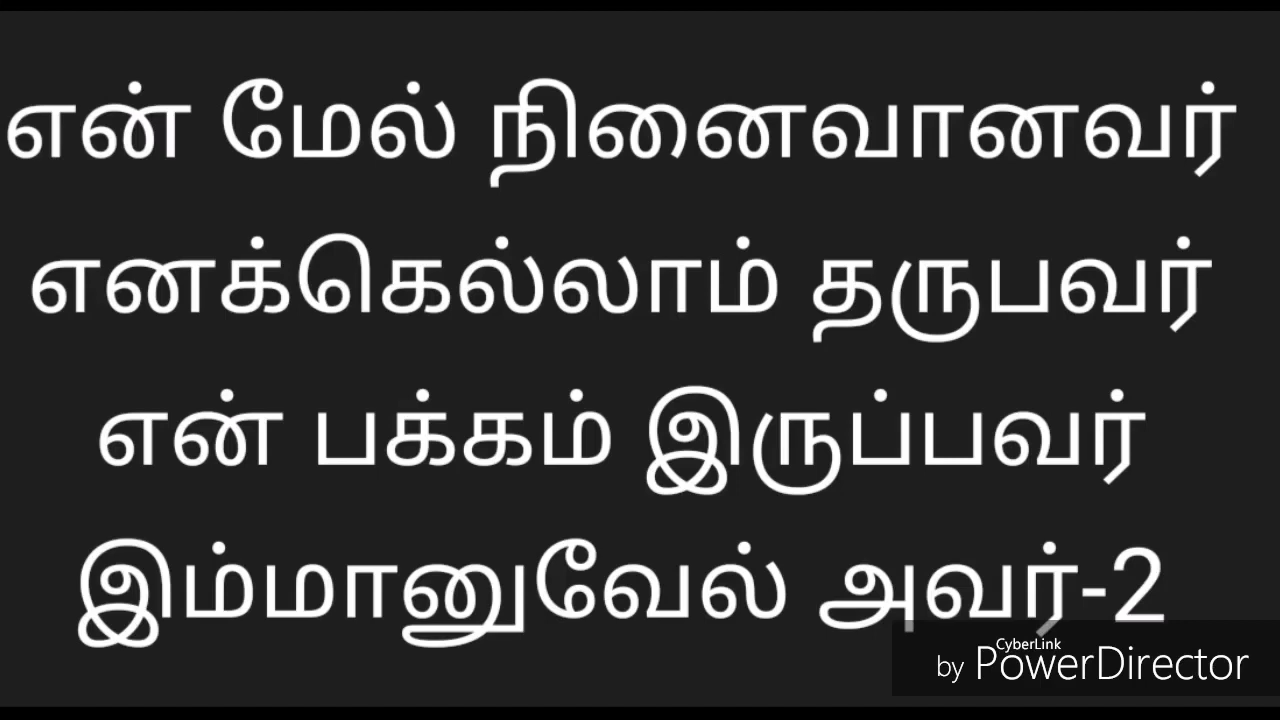 என் மேல் நினைவானவர்
எனக்கெல்லாம் தருபவர்
என் பக்கம் இருப்பவர்
இம்மானுவேல் அவர்-2
CyberLink
by PowerDirector